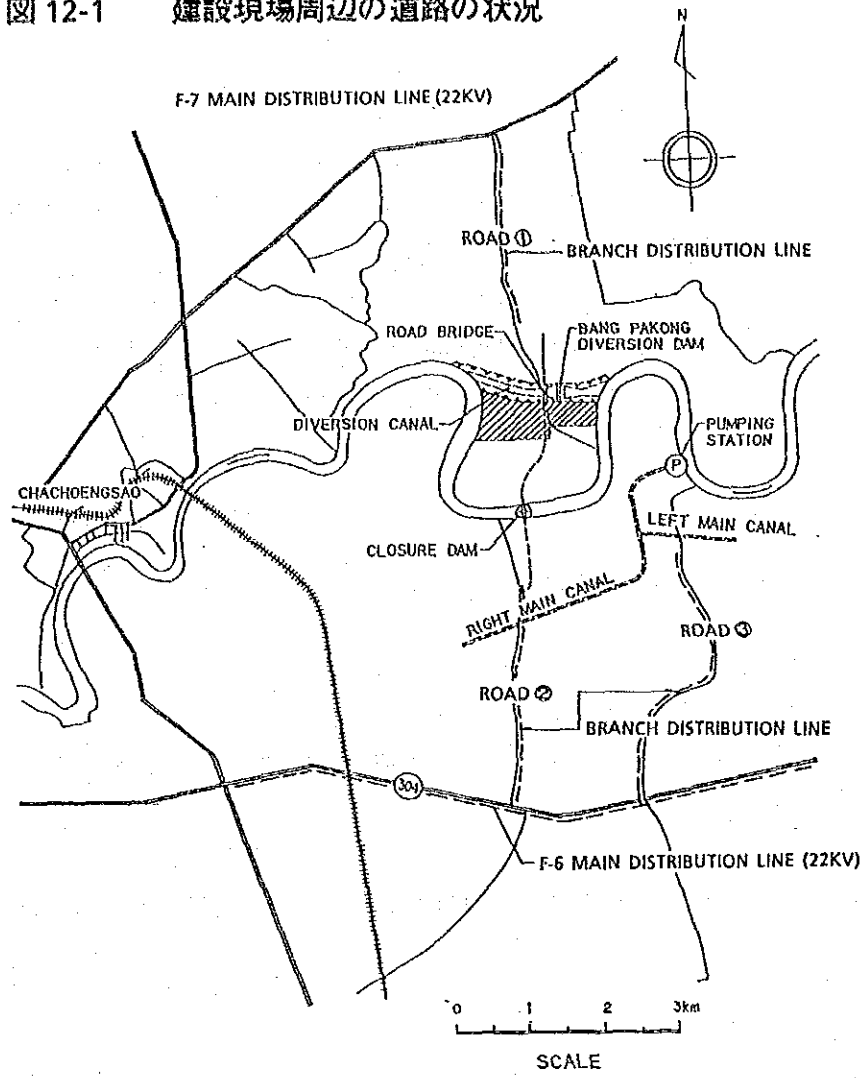 図 12-1 建設現場周辺の道路の状況
N
F-7 MAIN DISTRIBUTION LINE (22KV)
ROAD ①
BRANCH DISTRIBUTION LINE
ROAD BRIDGE
BANG PAKONG
DIVERSION DAM
DIVERSION CANAL
PUMPING
STATION
P
CHACHOENGSAO
LEFT MAIN CANAL
CLOSURE DAM
RIGHT MAIN CANAL
ROAD ③
ROAD ②
BRANCH DISTRIBUTION LINE
304
F-6 MAIN DISTRIBUTION LINE (22KV)
0 1 2 3km
SCALE